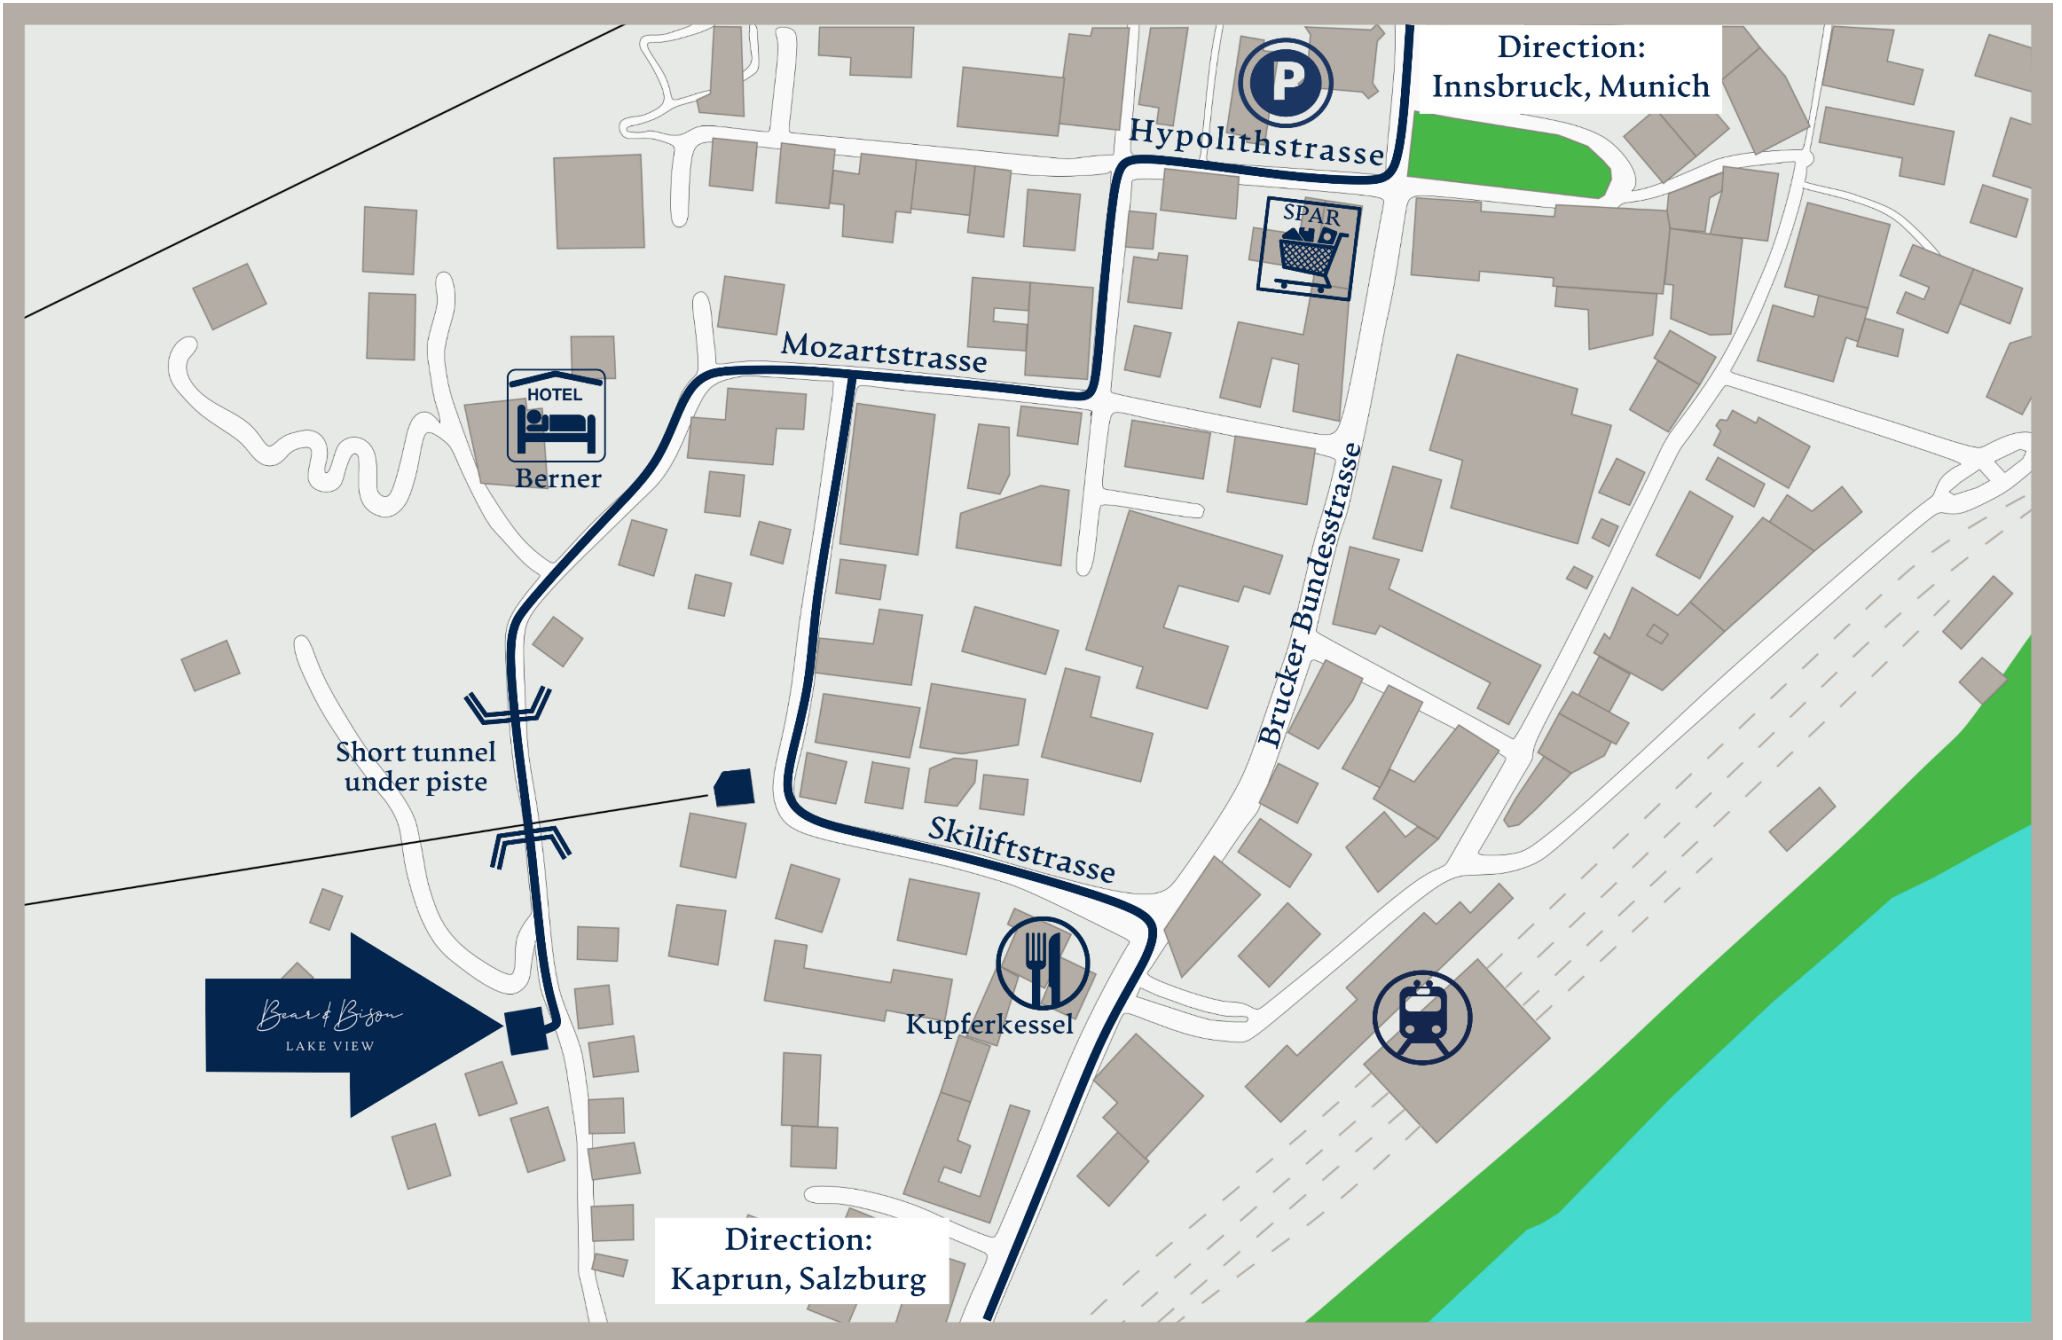 Direction:
Innsbruck, Munich
P
Hypolithstrasse
SPAR
Mozartstrasse
HOTEL
Berner
Brucker Bundesstrasse
Short tunnel
under piste
Skiliftstrasse
Bear & Bison
LAKE VIEW
Kupferkessel
Direction:
Kaprun, Salzburg